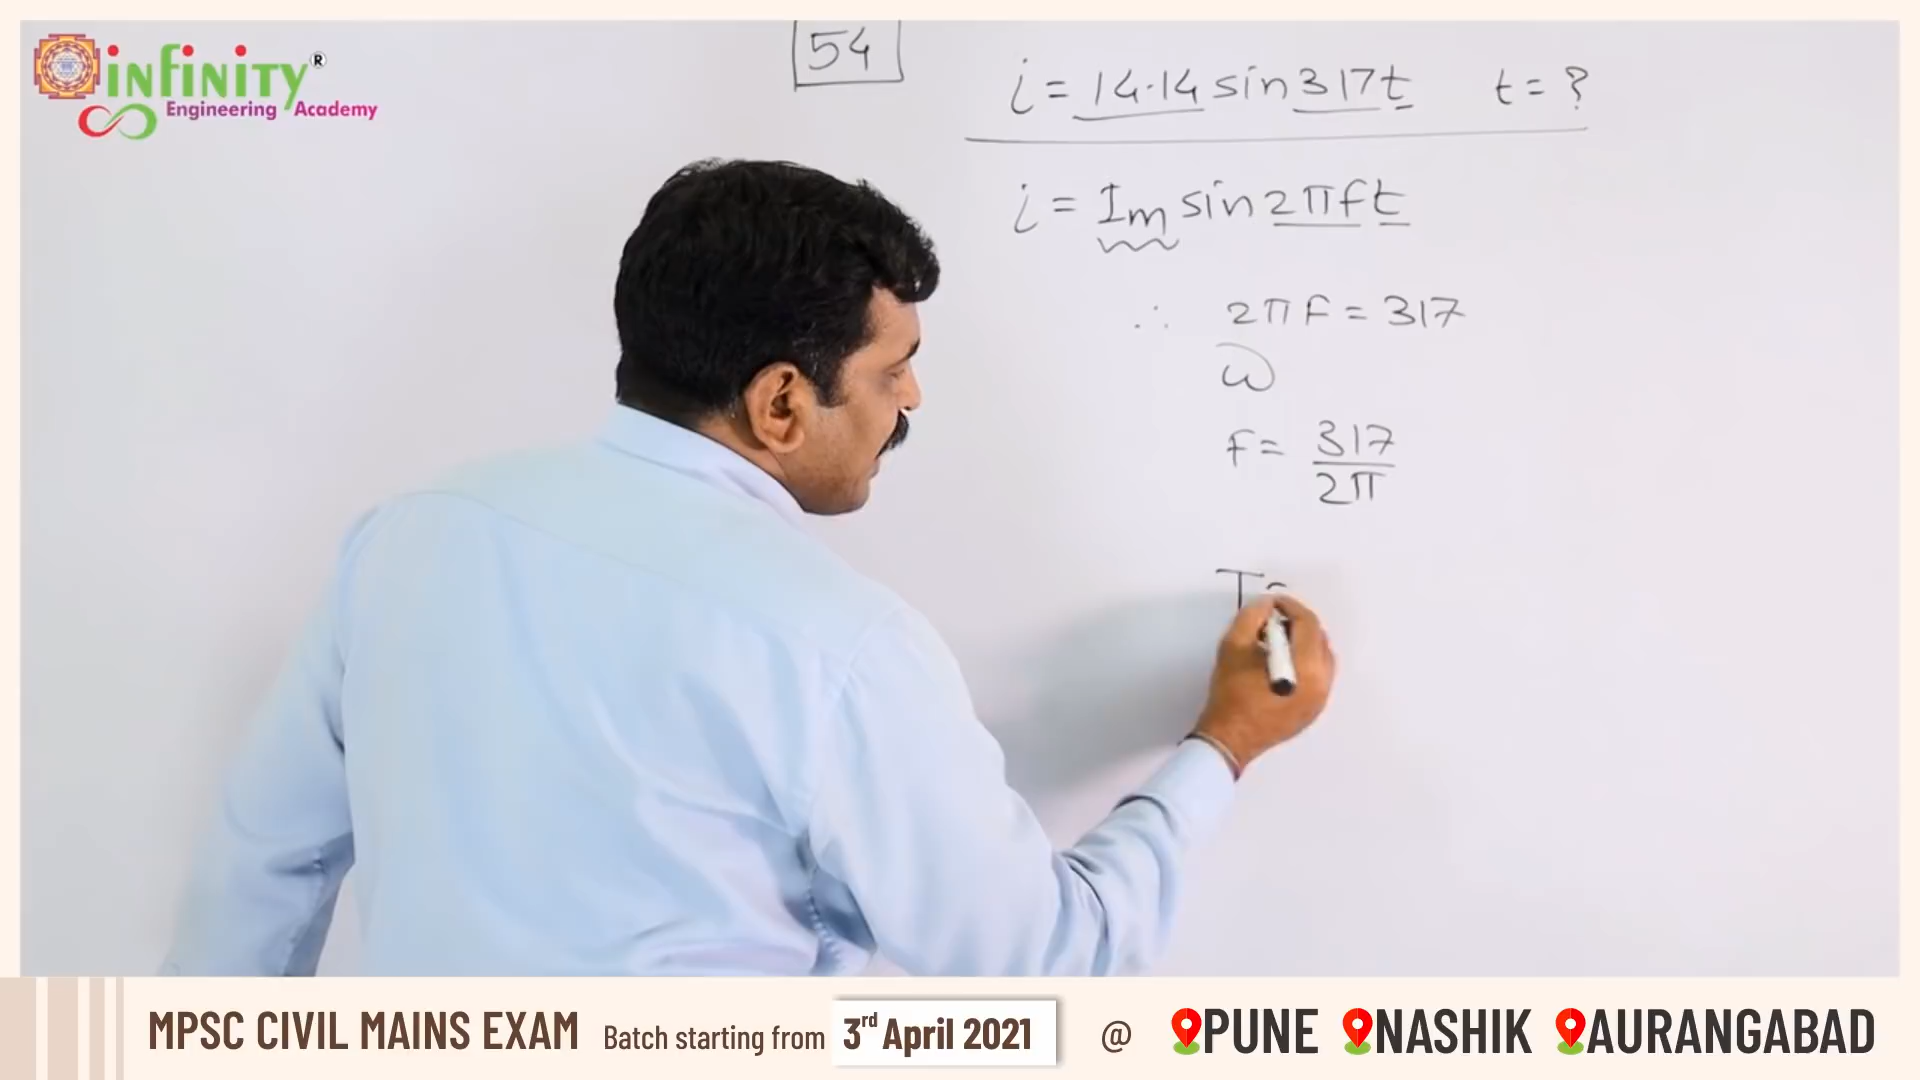 infinity®
Engineering Academy
54
i = 14.14 sin 317t t = ?
i = Im sin 2πft
∴ 2πf = 317
ω
f = 317/2π
T =
MPSC CIVIL MAINS EXAM Batch starting from 3rd April 2021 @ PUNE NASHIK AURANGABAD